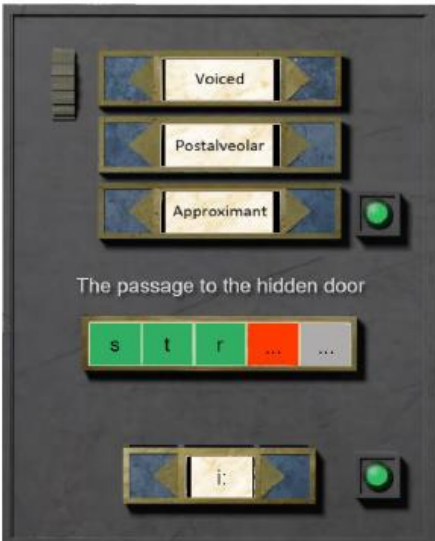 Voiced
Postalveolar
Approximant
The passage to the hidden door
s t r ... ...
i: